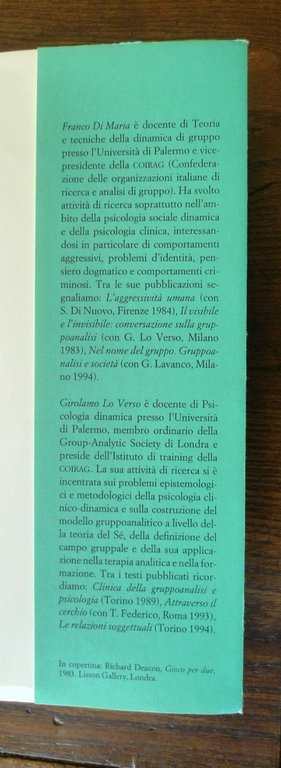 Franco Di Maria è docente di Teoria
e tecniche della dinamica di gruppo
presso l'Università di Palermo e vice-
presidente della COIRAG (Confedera-
zione delle organizzazioni italiane di
ricerca e analisi di gruppo). Ha svolto
attività di ricerca soprattutto nell'am-
bito della psicologia sociale dinamica
e della psicologia clinica, interessan-
dosi in particolare di comportamenti
aggressivi, problemi d'identità, pen-
siero dogmatico e comportamenti cri-
minosi. Tra le sue pubblicazioni se-
gnaliamo: L'aggressività umana (con
S. Di Nuovo, Firenze 1984), Il visibile
e l'invisibile: conversazione sulla grup-
poanalisi (con G. Lo Verso, Milano
1983), Nel nome del gruppo. Gruppoa-
nalisi e società (con G. Lavanco, Mila-
no 1994).
Girolamo Lo Verso è docente di Psi-
cologia dinamica presso l'Università
di Palermo, membro ordinario della
Group-Analytic Society di Londra e
preside dell'Istituto di training della
COIRAG. La sua attività di ricerca si è
incentrata sui problemi epistemologi-
ci e metodologici della psicologia cli-
nico-dinamica e sulla costruzione del
modello gruppoanalitico a livello del-
la teoria del Sé, della definizione del
campo gruppale e della sua applica-
zione nella terapia analitica e nella for-
mazione. Tra i testi pubblicati ricor-
diamo: Clinica della gruppoanalisi e
psicologia (Torino 1989), Attraverso il
cerchio (con T. Federico, Roma 1993),
Le relazioni soggettuali (Torino 1994).
In copertina: Richard Deacon, Gioco per due,
1983. Lisson Gallery, Londra.